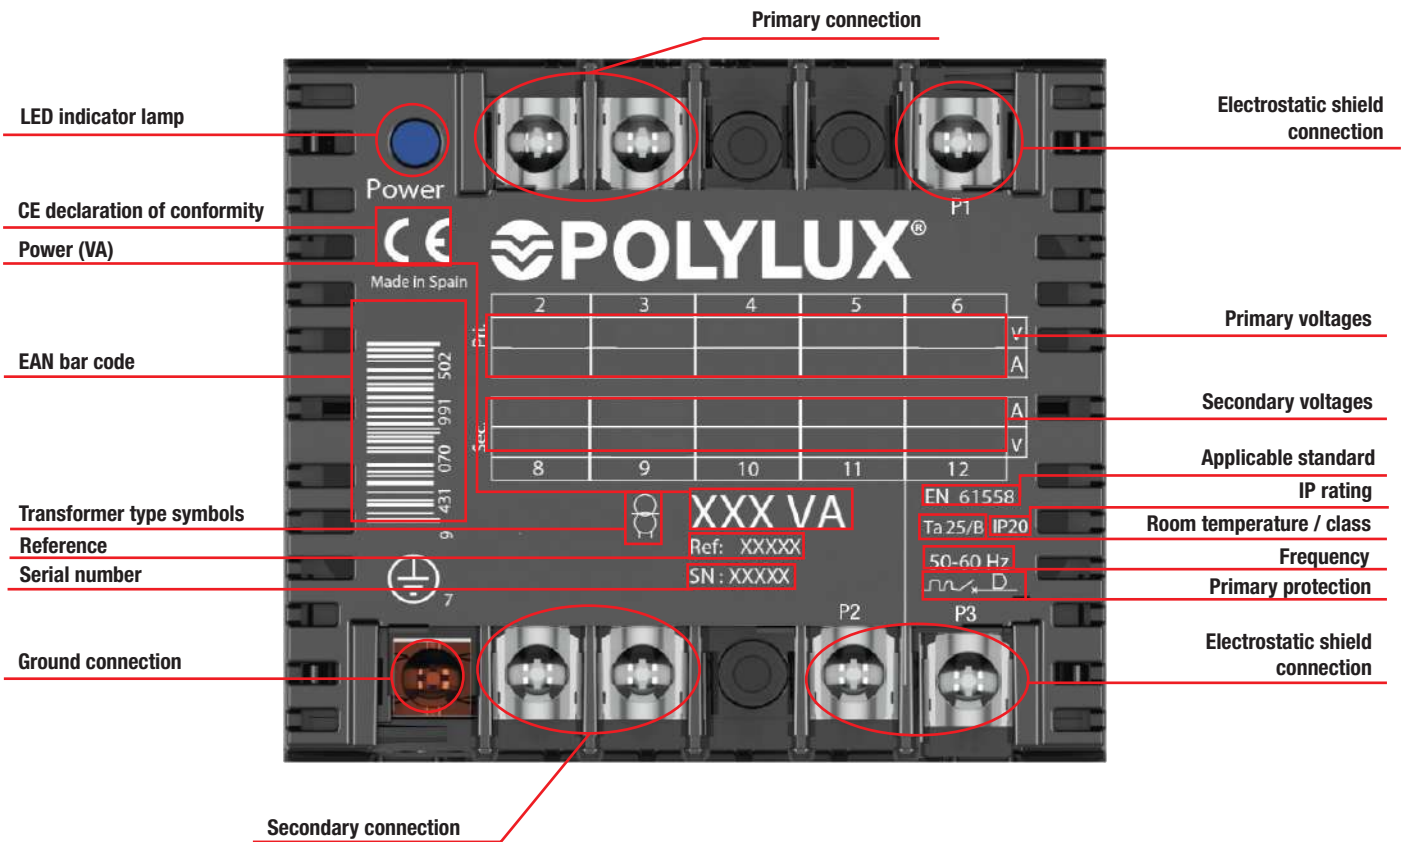 Primary connection
LED indicator lamp
Electrostatic shield
connection
Power
P1
CE declaration of conformity
CE
Power (VA)
POLYLUX®
Made in Spain
2 3 4 5 6
Pri.
V
Primary voltages
A
EAN bar code
9 431 070 991 502
Sec.
A
Secondary voltages
V
8 9 10 11 12
Applicable standard
EN 61558
IP rating
XXX VA
Transformer type symbols
Ta 25/B IP20
Room temperature / class
Reference
Ref: XXXXX
50-60 Hz
Frequency
Serial number
SN : XXXXX
D
Primary protection
7
P2 P3
Ground connection
Electrostatic shield
connection
Secondary connection